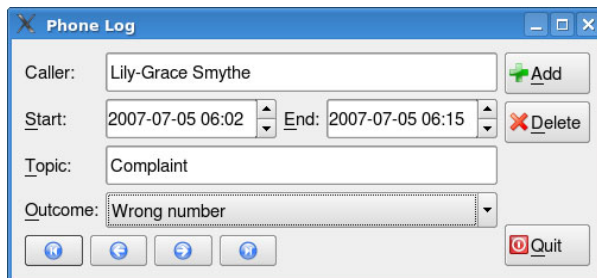 Phone Log
Caller: Lily-Grace Smythe Add
Start: 2007-07-05 06:02 End: 2007-07-05 06:15 Delete
Topic: Complaint
Outcome: Wrong number
Quit